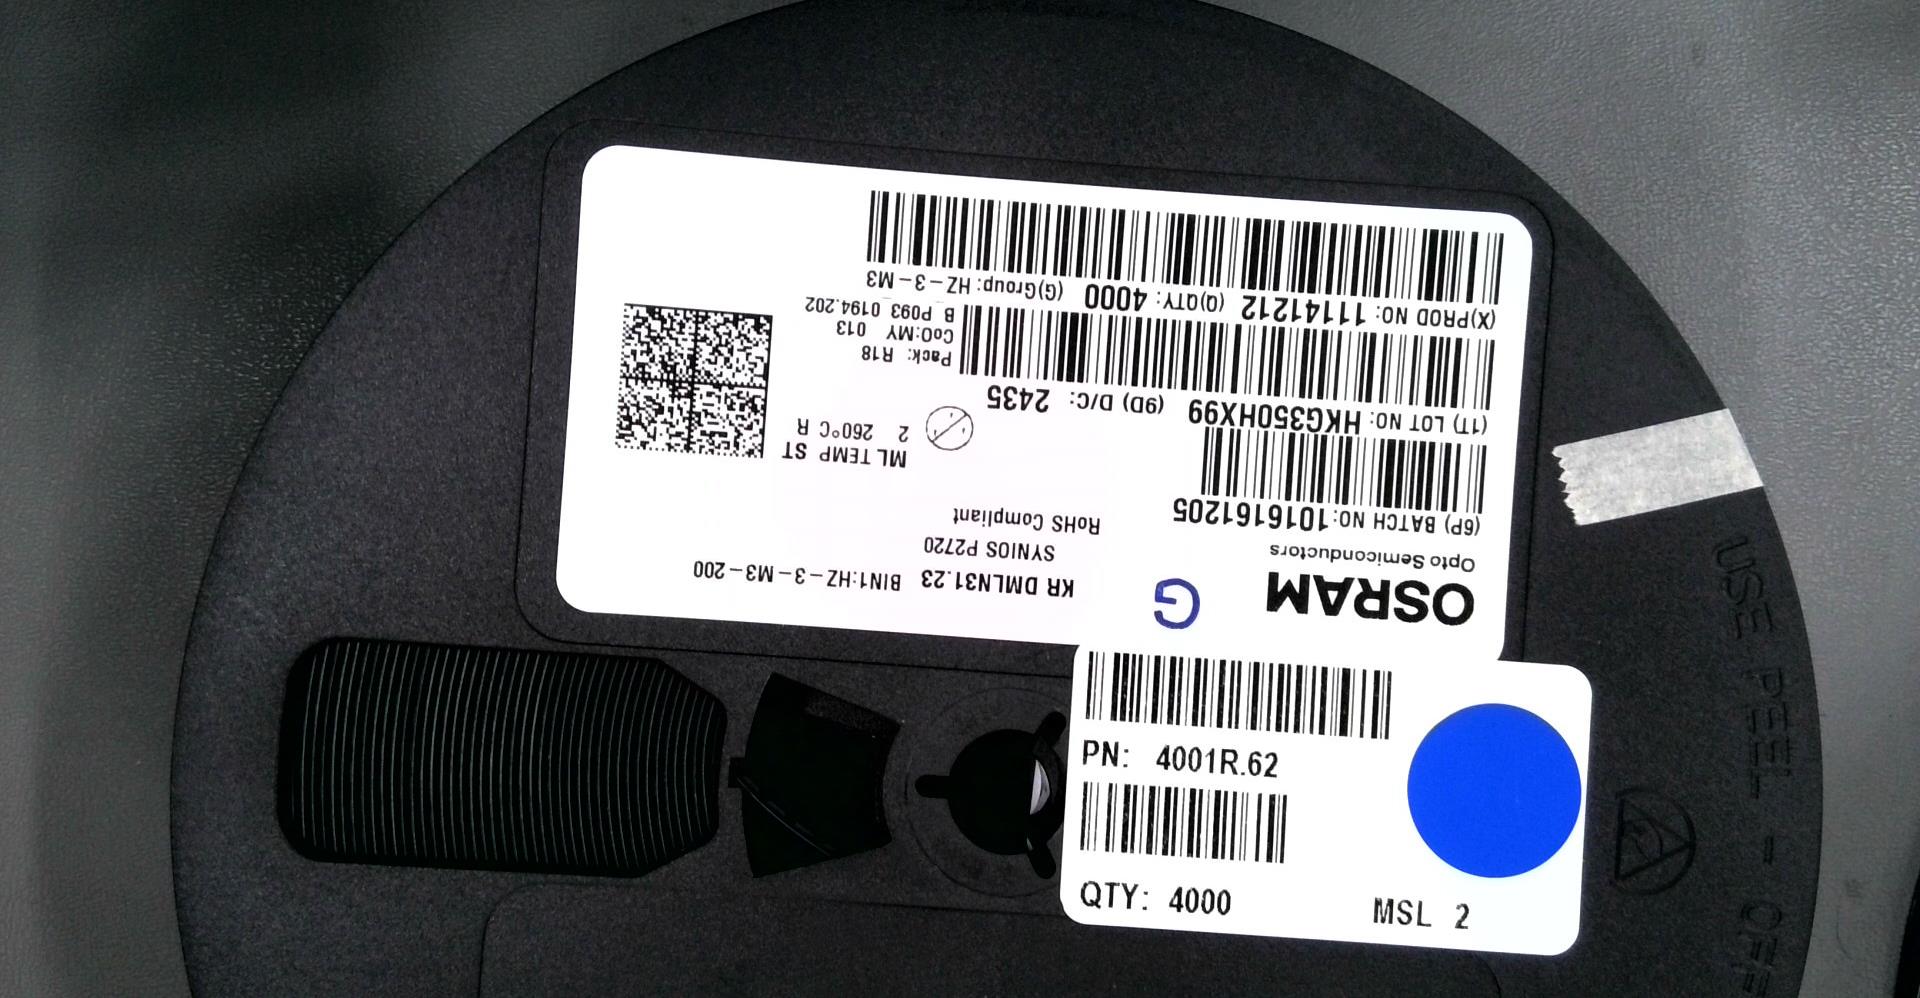 OSRAM
Opto Semiconductors
G
KR DMLN31.23 BIN1:HZ-3-M3-200
SYNIOS P2720
RoHS Compliant
(6P) BATCH NO:1016161205
ML TEMP ST
2 260°C R
(1T) LOT NO: HKG350HX99 (9D) D/C: 2435
Pack: R18
CoO:MY 013
B_P093_0194.202
(X)PROD NO: 11141212 (Q)QTY: 4000 (G)Group: HZ-3-M3
PN: 4001R.62
QTY: 4000 MSL 2
USE PEEL - OFF